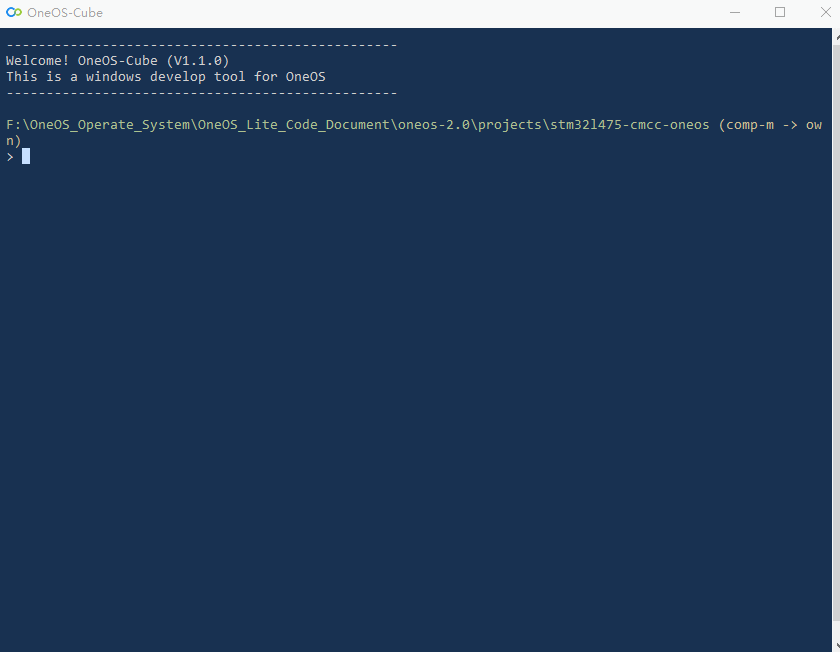 OneOS-Cube
-------------------------------------------------
Welcome! OneOS-Cube (V1.1.0)
This is a windows develop tool for OneOS
-------------------------------------------------
F:\OneOS_Operate_System\OneOS_Lite_Code_Document\oneos-2.0\projects\stm32l475-cmcc-oneos (comp-m -> ow
n)
>